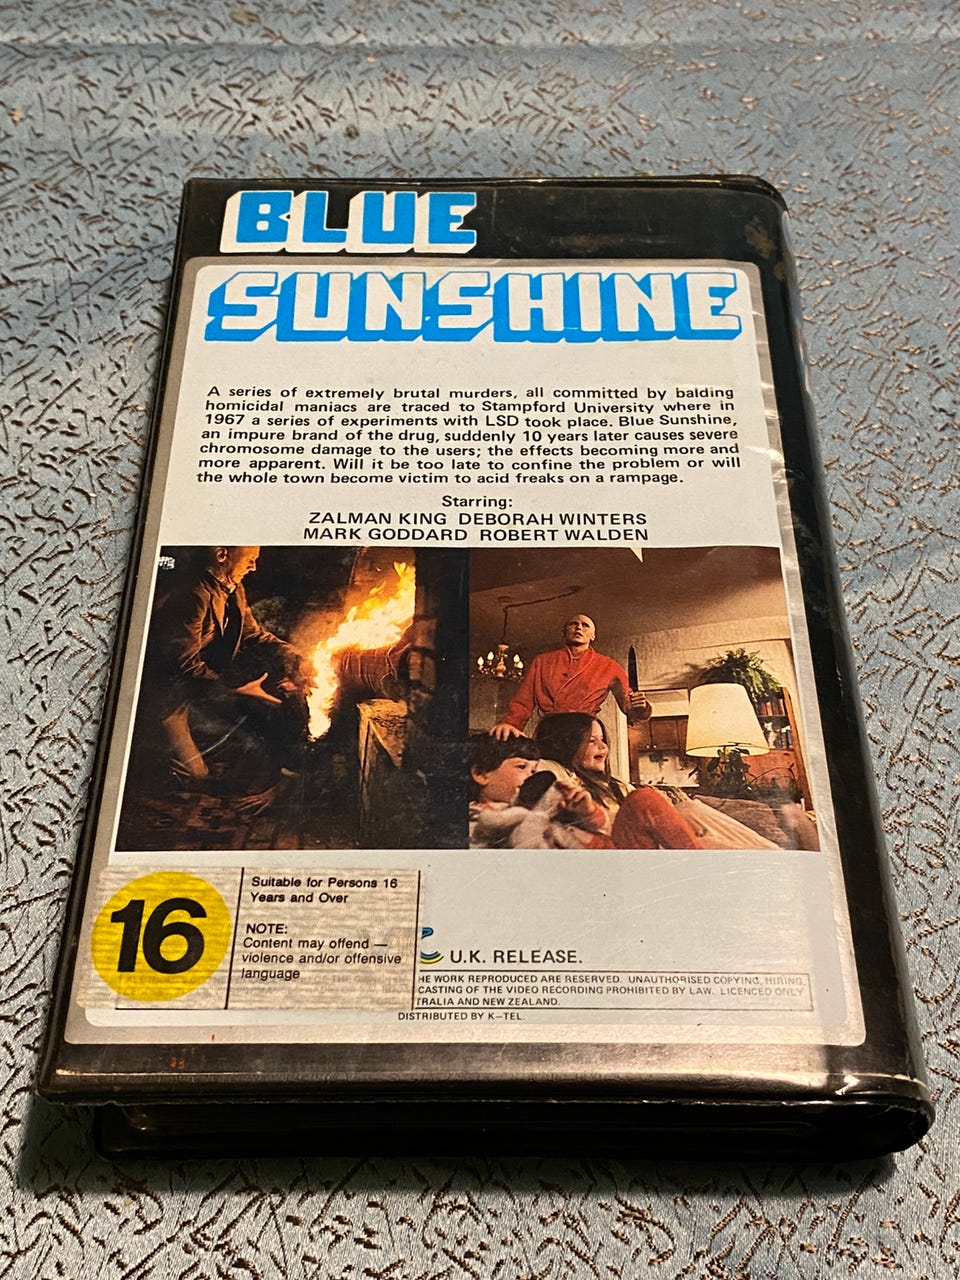 BLUE
SUNSHINE
A series of extremely brutal murders, all committed by balding
homicidal maniacs are traced to Stampford University where in
1967 a series of experiments with LSD took place. Blue Sunshine,
an impure brand of the drug, suddenly 10 years later causes severe
chromosome damage to the users; the effects becoming more and
more apparent. Will it be too late to confine the problem or will
the whole town become victim to acid freaks on a rampage.
Starring:
ZALMAN KING DEBORAH WINTERS
MARK GODDARD ROBERT WALDEN
16
Suitable for Persons 16
Years and Over
NOTE:
Content may offend —
violence and/or offensive
language
U.K. RELEASE.
HE WORK REPRODUCED ARE RESERVED. UNAUTHORISED COPYING, HIRING,
CASTING OF THE VIDEO RECORDING PROHIBITED BY LAW. LICENCED ONLY
TRALIA AND NEW ZEALAND.
DISTRIBUTED BY K–TEL.